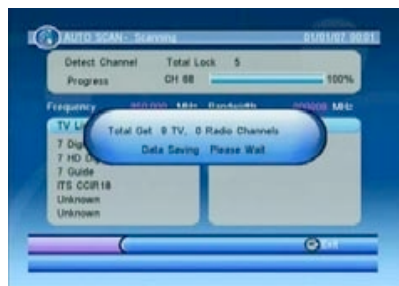 AUTO SCAN- Scanning 01/01/07 00:01
Detect Channel Total Lock 5
Progress CH 68 100%
Frequency 850.000 MHz Bandwidth MHz
TV
Total Get 8 TV, 0 Radio Channels
7
Data Saving Please Wait
7 HD
7 Guide
ITS CCIR18
Unknown
Unknown
Exit